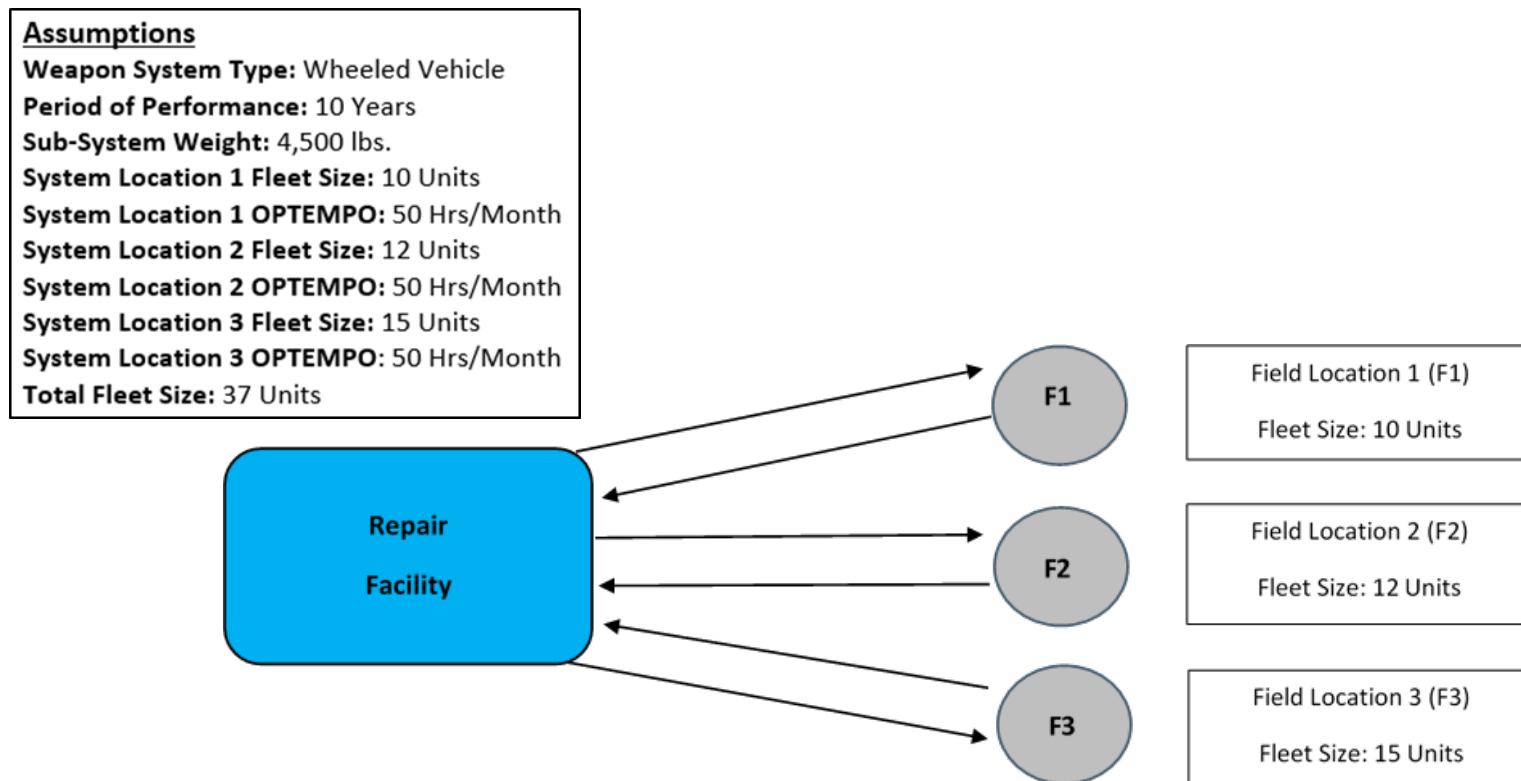 Assumptions
Weapon System Type: Wheeled Vehicle
Period of Performance: 10 Years
Sub-System Weight: 4,500 lbs.
System Location 1 Fleet Size: 10 Units
System Location 1 OPTEMPO: 50 Hrs/Month
System Location 2 Fleet Size: 12 Units
System Location 2 OPTEMPO: 50 Hrs/Month
System Location 3 Fleet Size: 15 Units
System Location 3 OPTEMPO: 50 Hrs/Month
Total Fleet Size: 37 Units
Repair
Facility
F1
Field Location 1 (F1)
Fleet Size: 10 Units
F2
Field Location 2 (F2)
Fleet Size: 12 Units
F3
Field Location 3 (F3)
Fleet Size: 15 Units